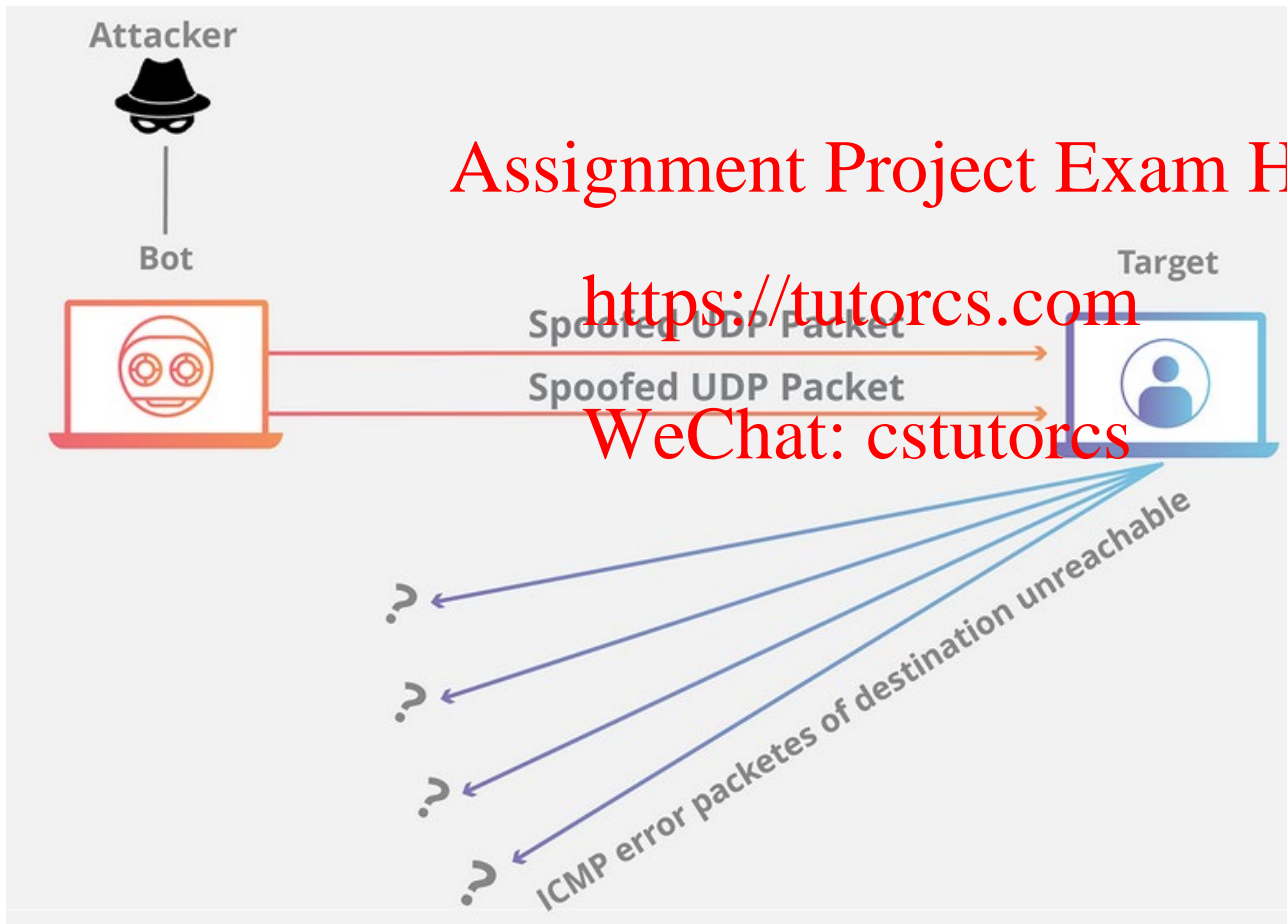 Attacker
Assignment Project Exam H
Bot
Target
https://tutorcs.com
Spoofed UDP Packet
Spoofed UDP Packet
WeChat: cstutorcs
?
?
?
?
ICMP error packetes of destination unreachable